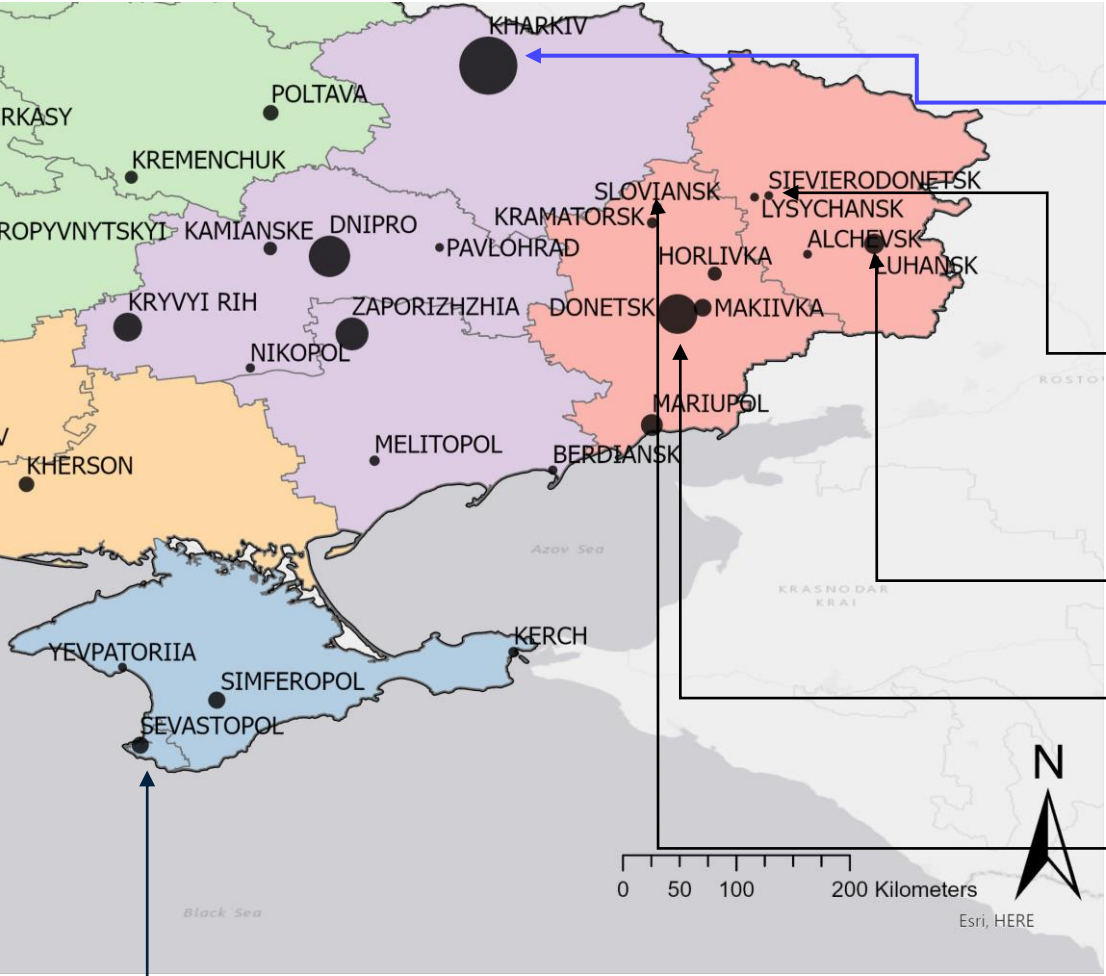 KHARKIV
POLTAVA
RKASY
KREMENCHUK
SIEVIERODONETSK
SLOVIANSK
LYSYCHANSK
KRAMATORSK
ROPYVNYTSKYI
KAMIANSKE
DNIPRO
PAVLOHRAD
ALCHEVSK
HORLIVKA
LUHANSK
KRYVYI RIH
ZAPORIZHZHIA
DONETSK
MAKIIVKA
NIKOPOL
ROSTOV
MARIUPOL
V
MELITOPOL
BERDIANSK
KHERSON
Azov Sea
KRASNODAR
KRAI
KERCH
YEVPATORIIA
SIMFEROPOL
SEVASTOPOL
N
0 50 100 200 Kilometers
Black Sea
Esri, HERE